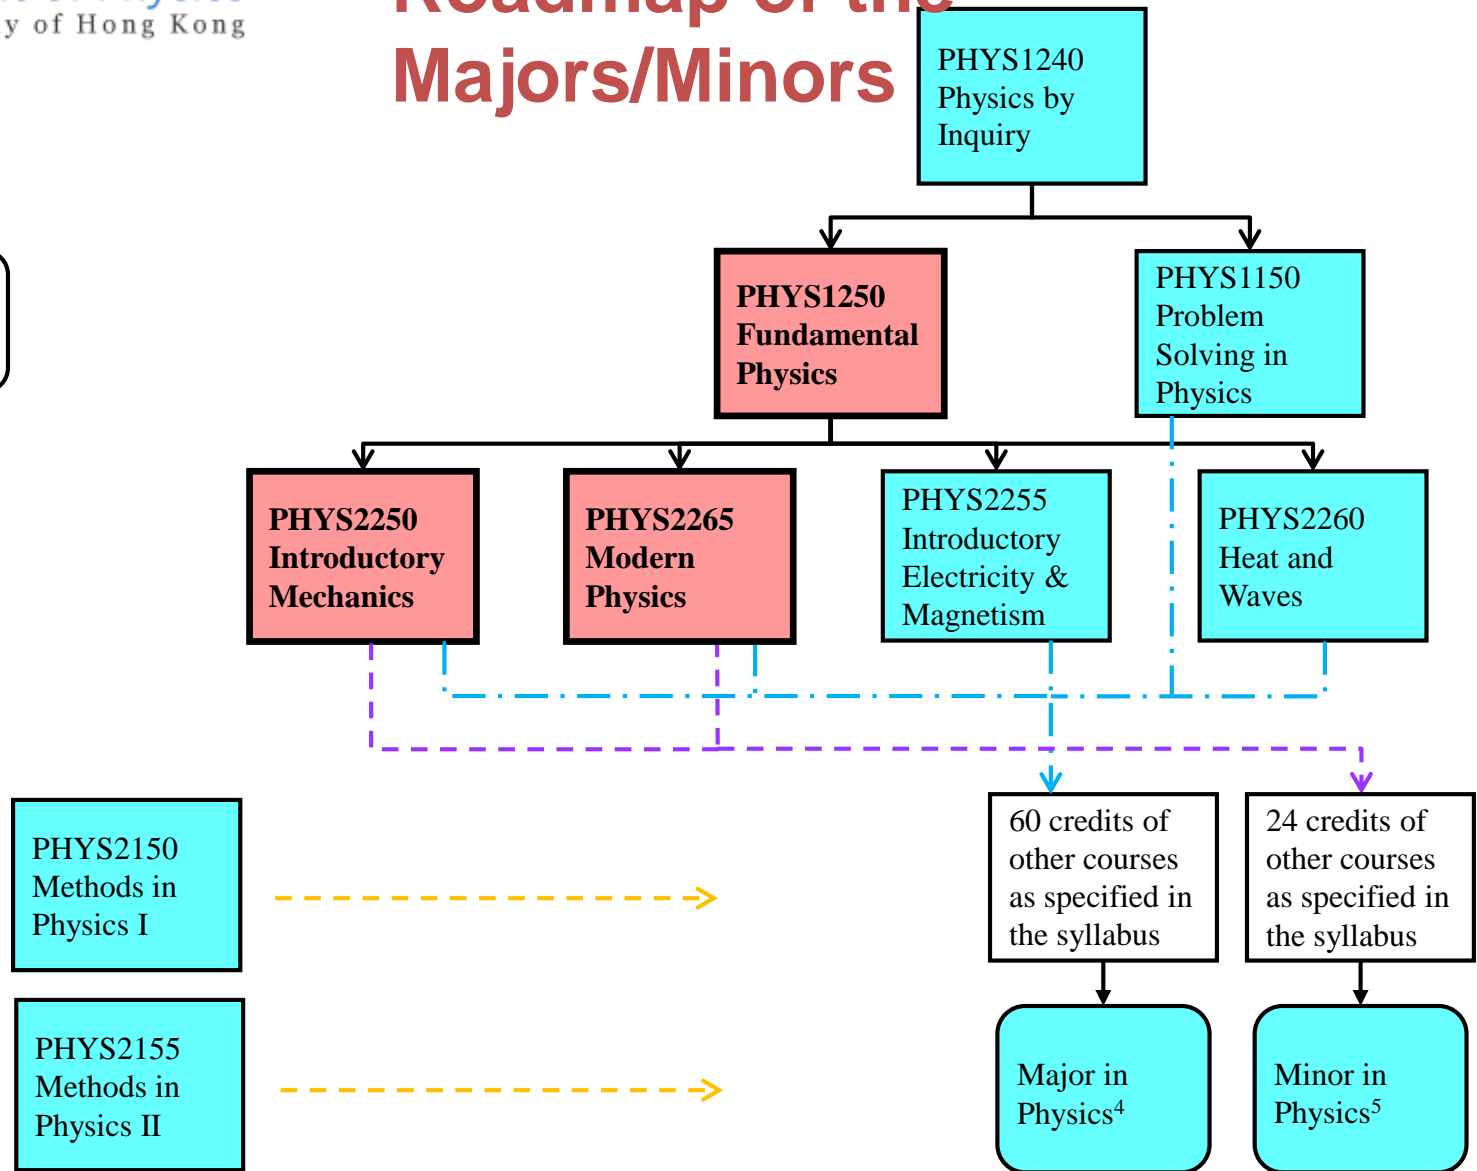 y of Hong Kong
Roadmap of the
Majors/Minors
PHYS1240
Physics by
Inquiry
PHYS1250
Fundamental
Physics
PHYS1150
Problem
Solving in
Physics
PHYS2250
Introductory
Mechanics
PHYS2265
Modern
Physics
PHYS2255
Introductory
Electricity &
Magnetism
PHYS2260
Heat and
Waves
PHYS2150
Methods in
Physics I
60 credits of
other courses
as specified in
the syllabus
24 credits of
other courses
as specified in
the syllabus
PHYS2155
Methods in
Physics II
Major in
Physics⁴
Minor in
Physics⁵